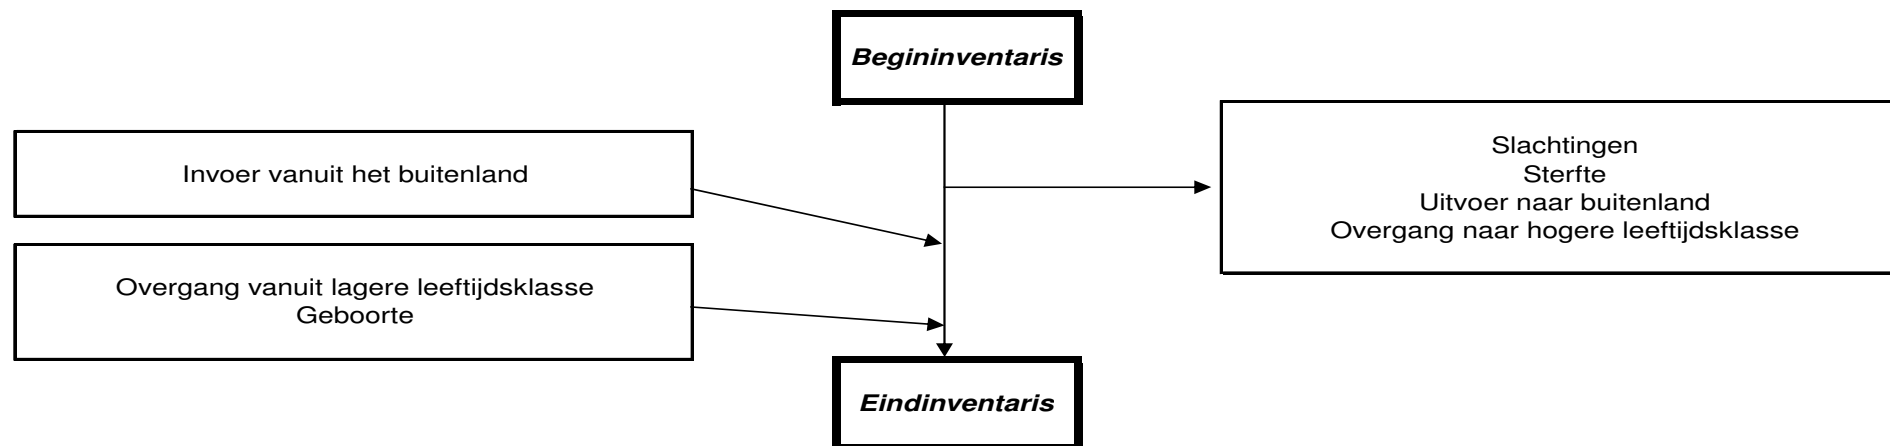 Begininventaris
Invoer vanuit het buitenland
Slachtingen
Sterfte
Uitvoer naar buitenland
Overgang naar hogere leeftijdsklasse
Overgang vanuit lagere leeftijdsklasse
Geboorte
Eindinventaris